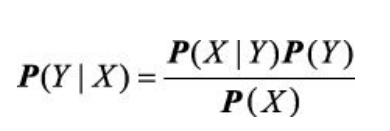 P(Y | X) = P(X | Y)P(Y) / P(X)